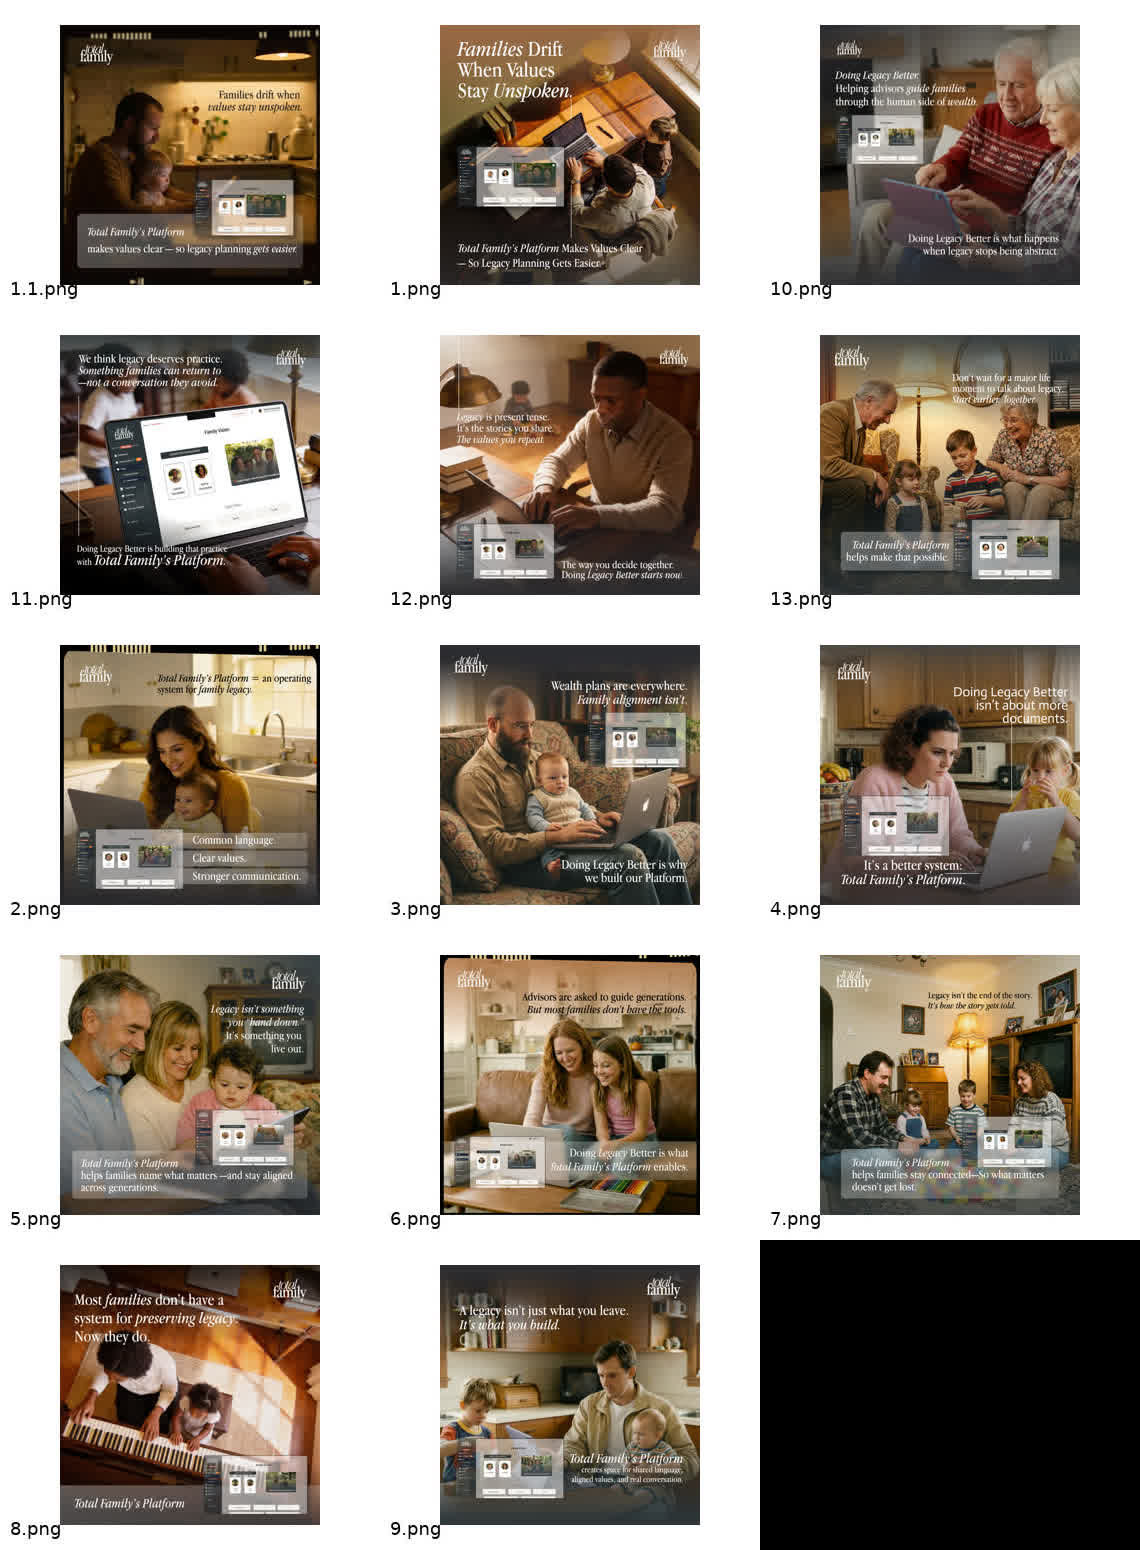 total
family
Families drift when
values stay unspoken.
Total Family's Platform
makes values clear — so legacy planning gets easier.
1.1.png
Families Drift
When Values
Stay Unspoken.
total
family
Total Family's Platform Makes Values Clear
— So Legacy Planning Gets Easier.
1.png
total
family
Doing Legacy Better.
Helping advisors guide families
through the human side of wealth.
Doing Legacy Better is what happens
when legacy stops being abstract.
10.png
We think legacy deserves practice.
Something families can return to
—not a conversation they avoid.
total
family
total
family
Family Vision
Doing Legacy Better is building that practice
with Total Family's Platform.
11.png
total
family
Legacy is present tense.
It's the stories you share.
The values you repeat.
The way you decide together.
Doing Legacy Better starts now.
12.png
total
family
Don't wait for a major life
moment to talk about legacy.
Start earlier. Together.
Total Family's Platform
helps make that possible.
13.png
total
family
Total Family's Platform = an operating
system for family legacy.
Common language.
Clear values.
Stronger communication.
2.png
total
family
Wealth plans are everywhere.
Family alignment isn't.
Doing Legacy Better is why
we built our Platform.
3.png
total
family
Doing Legacy Better
isn't about more
documents.
It's a better system:
Total Family's Platform.
4.png
total
family
Legacy isn't something
you "hand down."
It's something you
live out.
Total Family's Platform
helps families name what matters —and stay aligned
across generations.
5.png
total
family
Advisors are asked to guide generations.
But most families don't have the tools.
Doing Legacy Better is what
Total Family's Platform enables.
6.png
total
family
Legacy isn't the end of the story.
It's how the story gets told.
Total Family's Platform
helps families stay connected—So what matters
doesn't get lost.
7.png
Most families don't have a
system for preserving legacy.
Now they do.
total
family
Total Family's Platform
8.png
total
family
A legacy isn't just what you leave.
It's what you build.
Total Family's Platform
creates space for shared language,
aligned values, and real conversation.
9.png